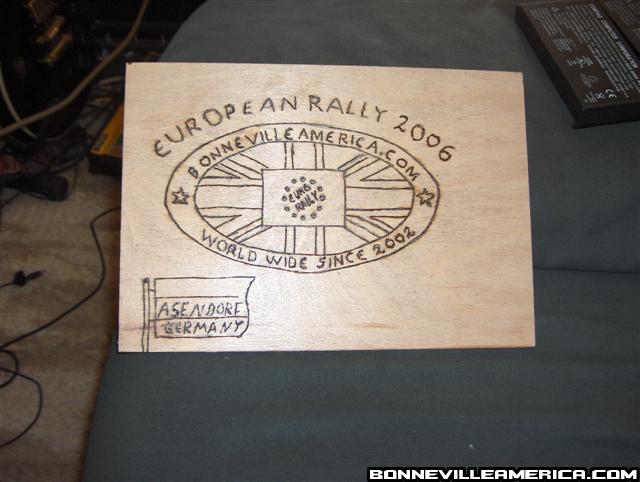 EUROPEAN RALLY 2006
BONNEVILLEAMERICA.COM
EURO
RALLY
WORLD WIDE SINCE 2002
ASENDORF
GERMANY
BONNEVILLEAMERICA.COM